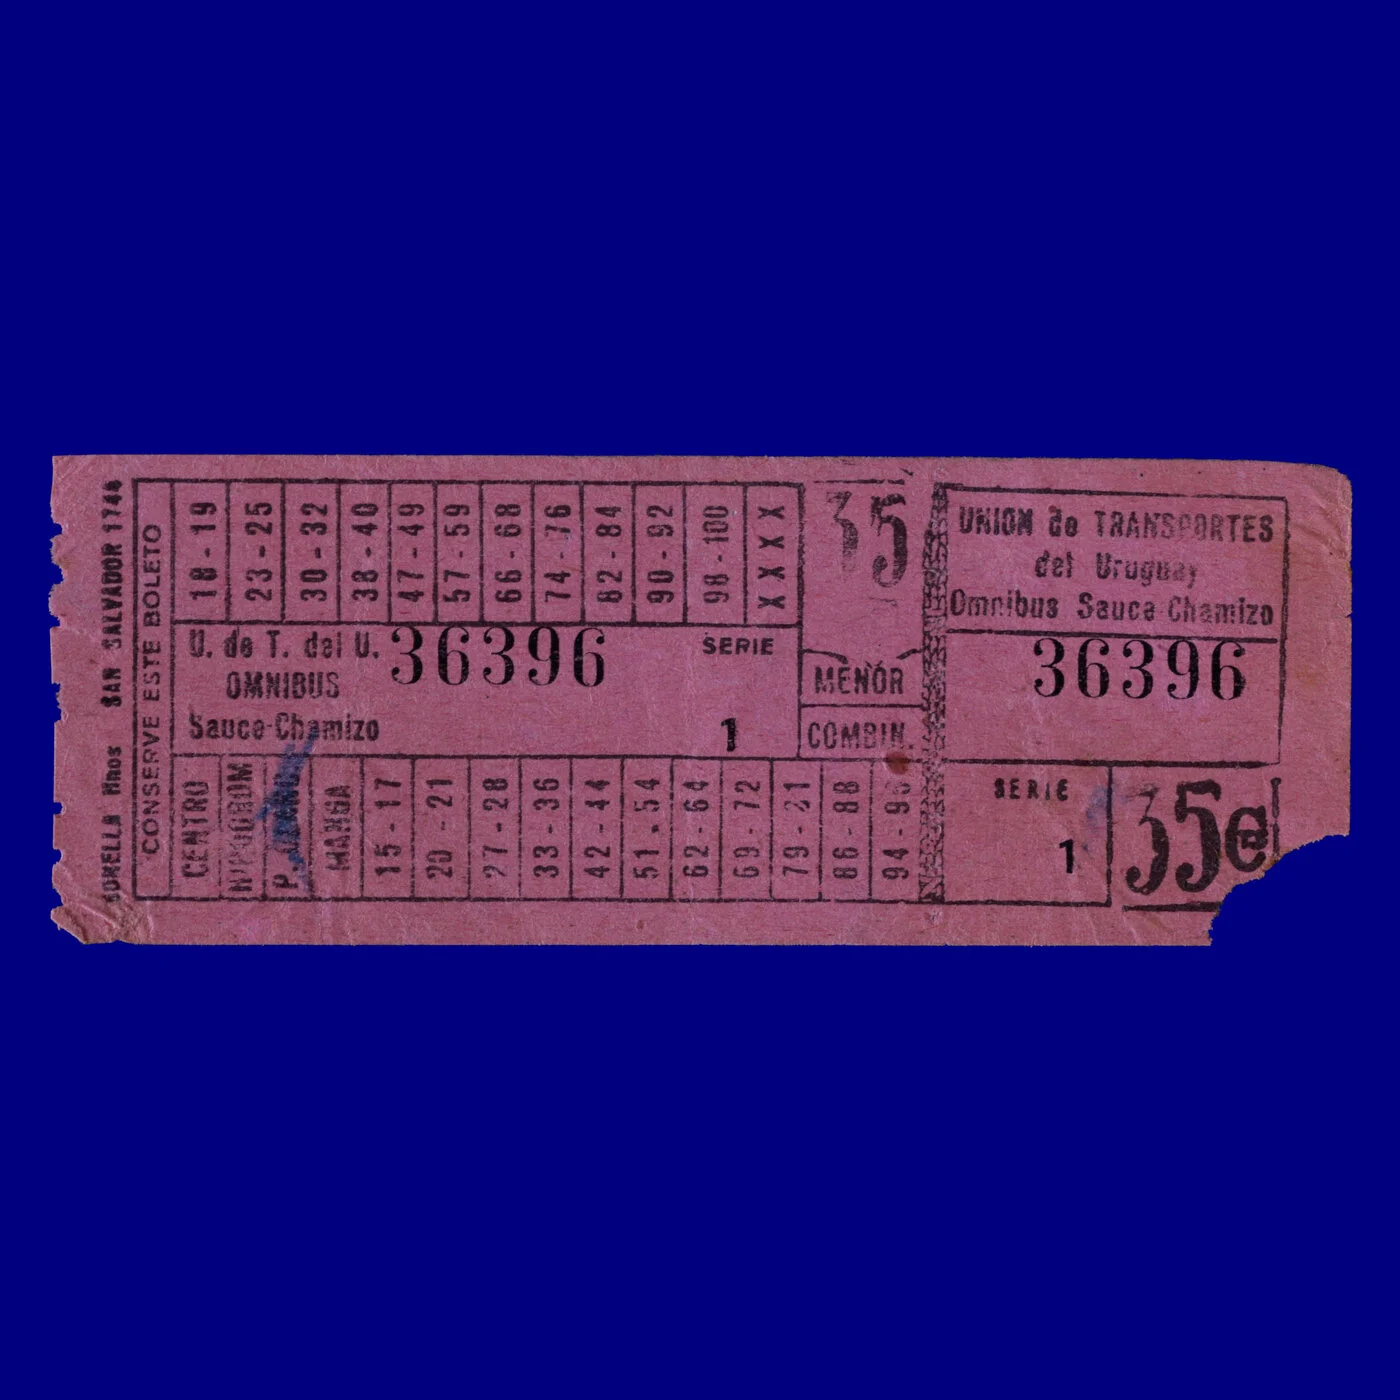 SAN SALVADOR 1746
CONSERVE ESTE BOLETO
18-19
23-25
30-32
38-40
47-49
57-59
66-68
74-76
82-84
90-92
98-100
XXXX
U. de T. del U.
OMNIBUS
Sauce-Chamizo
36396
SERIE
1
CENTRO
MANGA
15-17
20-21
27-28
33-36
42-44
51-54
62-64
69-72
79-21
86-88
35
MENOR
COMBIN.
UNION de TRANSPORTES
del Uruguay
Omnibus Sauce-Chamizo
36396
SERIE
1
35c